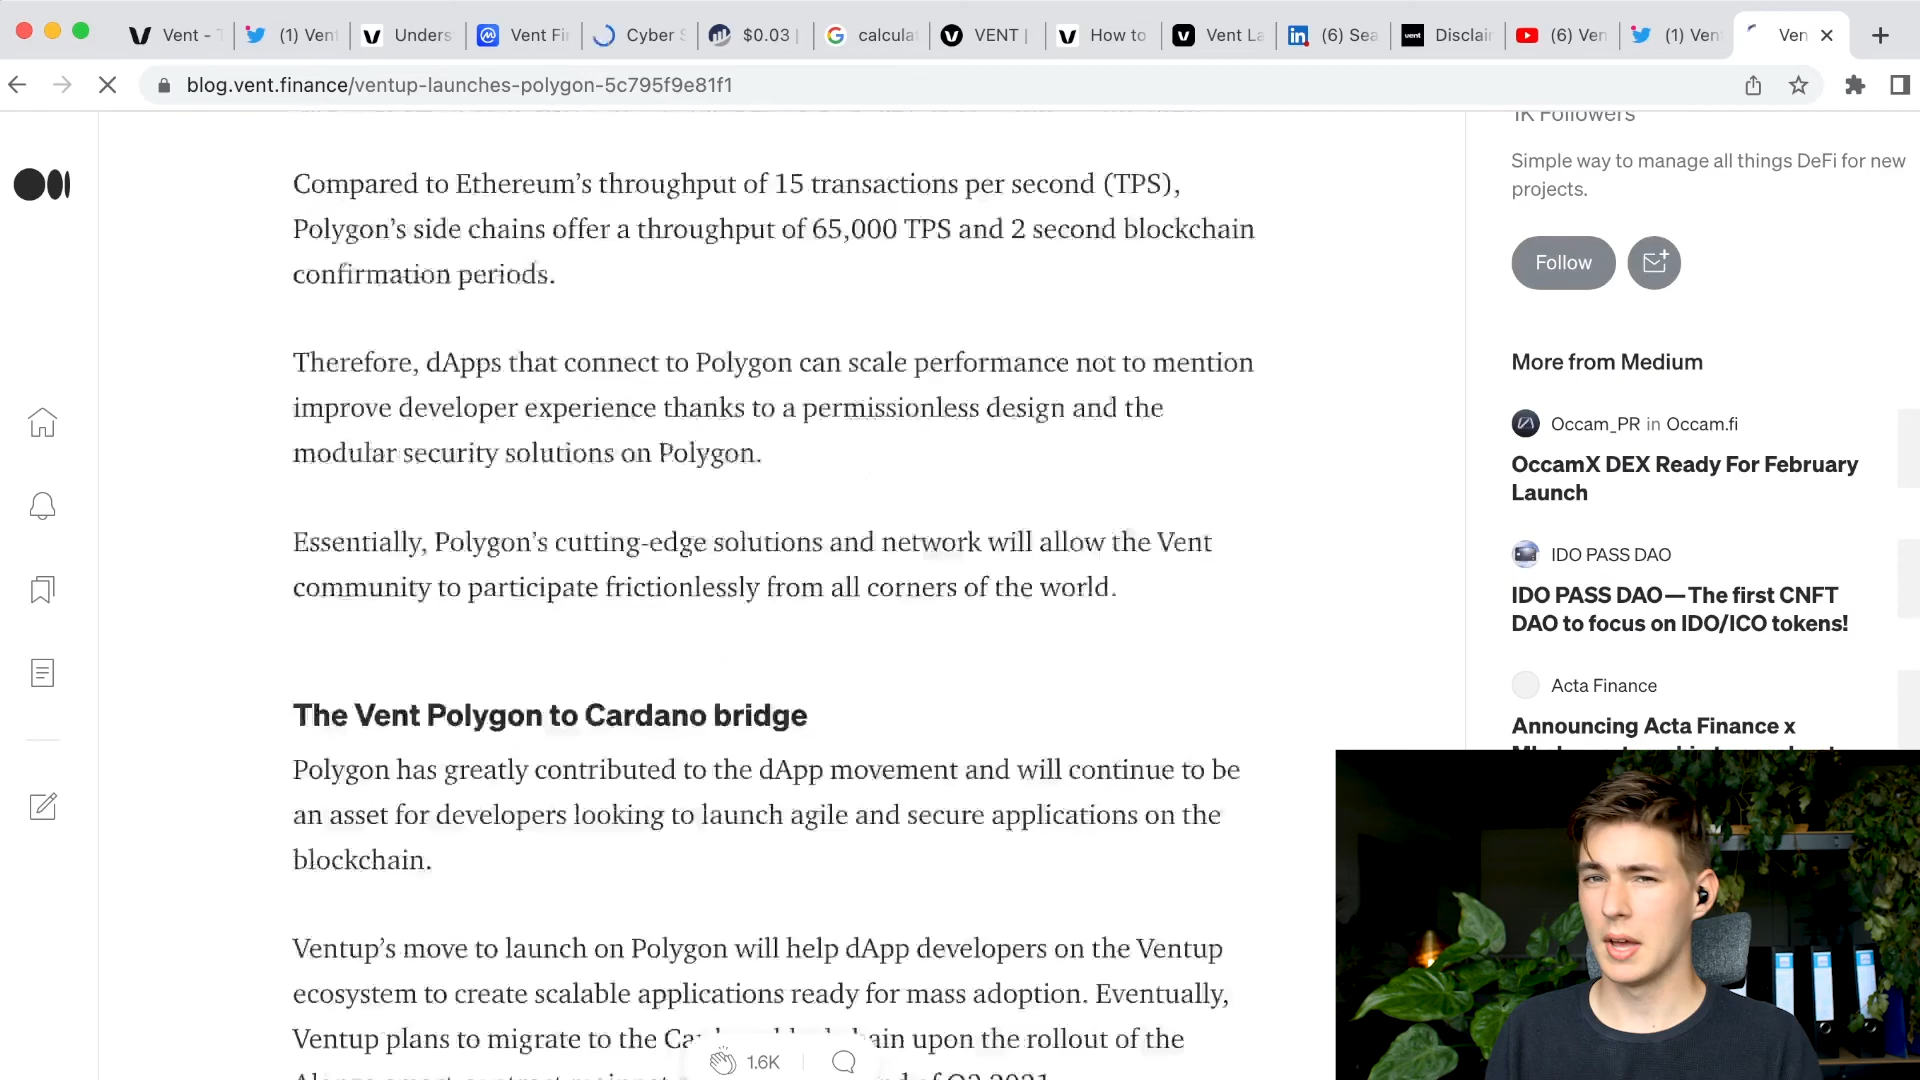 Vent - T
(1) Ven
Unders
Vent Fi
Cyber S
$0.03
calcula
VENT |
How to
Vent La
(6) Sea
Disclai
(6) Ven
(1) Ven
Ven
blog.vent.finance/ventup-launches-polygon-5c795f9e81f1
1K Followers
Simple way to manage all things DeFi for new
projects.
Follow
More from Medium
Occam_PR in Occam.fi
OccamX DEX Ready For February
Launch
IDO PASS DAO
IDO PASS DAO — The first CNFT
DAO to focus on IDO/ICO tokens!
Acta Finance
Announcing Acta Finance x
Compared to Ethereum’s throughput of 15 transactions per second (TPS),
Polygon’s side chains offer a throughput of 65,000 TPS and 2 second blockchain
confirmation periods.
Therefore, dApps that connect to Polygon can scale performance not to mention
improve developer experience thanks to a permissionless design and the
modular security solutions on Polygon.
Essentially, Polygon’s cutting-edge solutions and network will allow the Vent
community to participate frictionlessly from all corners of the world.
The Vent Polygon to Cardano bridge
Polygon has greatly contributed to the dApp movement and will continue to be
an asset for developers looking to launch agile and secure applications on the
blockchain.
Ventup’s move to launch on Polygon will help dApp developers on the Ventup
ecosystem to create scalable applications ready for mass adoption. Eventually,
Ventup plans to migrate to the upon the rollout of the
1.6K